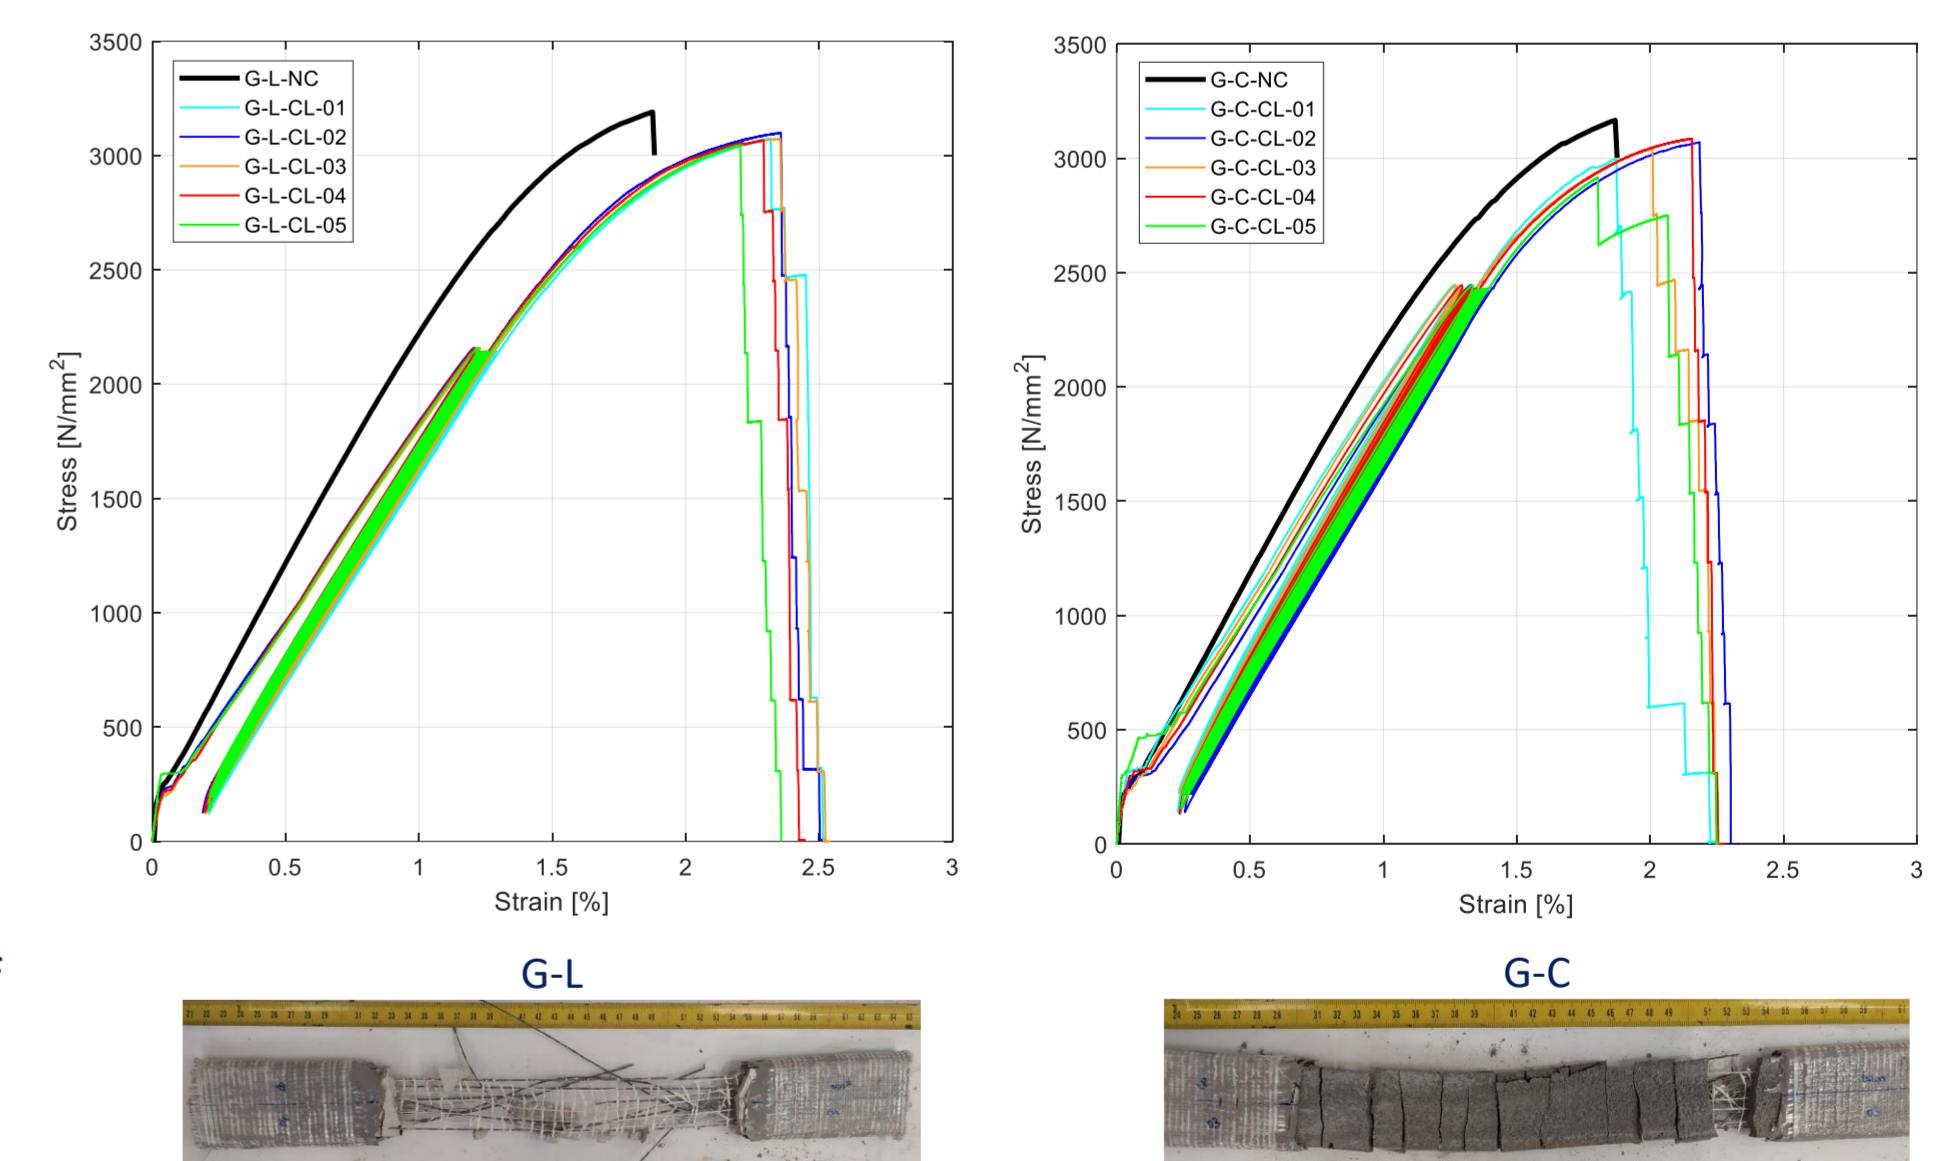 3500
3000
2500
2000
1500
1000
500
0
Stress [N/mm²]
G-L-NC
G-L-CL-01
G-L-CL-02
G-L-CL-03
G-L-CL-04
G-L-CL-05
0 0.5 1 1.5 2 2.5 3
Strain [%]
3500
3000
2500
2000
1500
1000
500
0
Stress [N/mm²]
G-C-NC
G-C-CL-01
G-C-CL-02
G-C-CL-03
G-C-CL-04
G-C-CL-05
0 0.5 1 1.5 2 2.5 3
Strain [%]
G-L
G-C